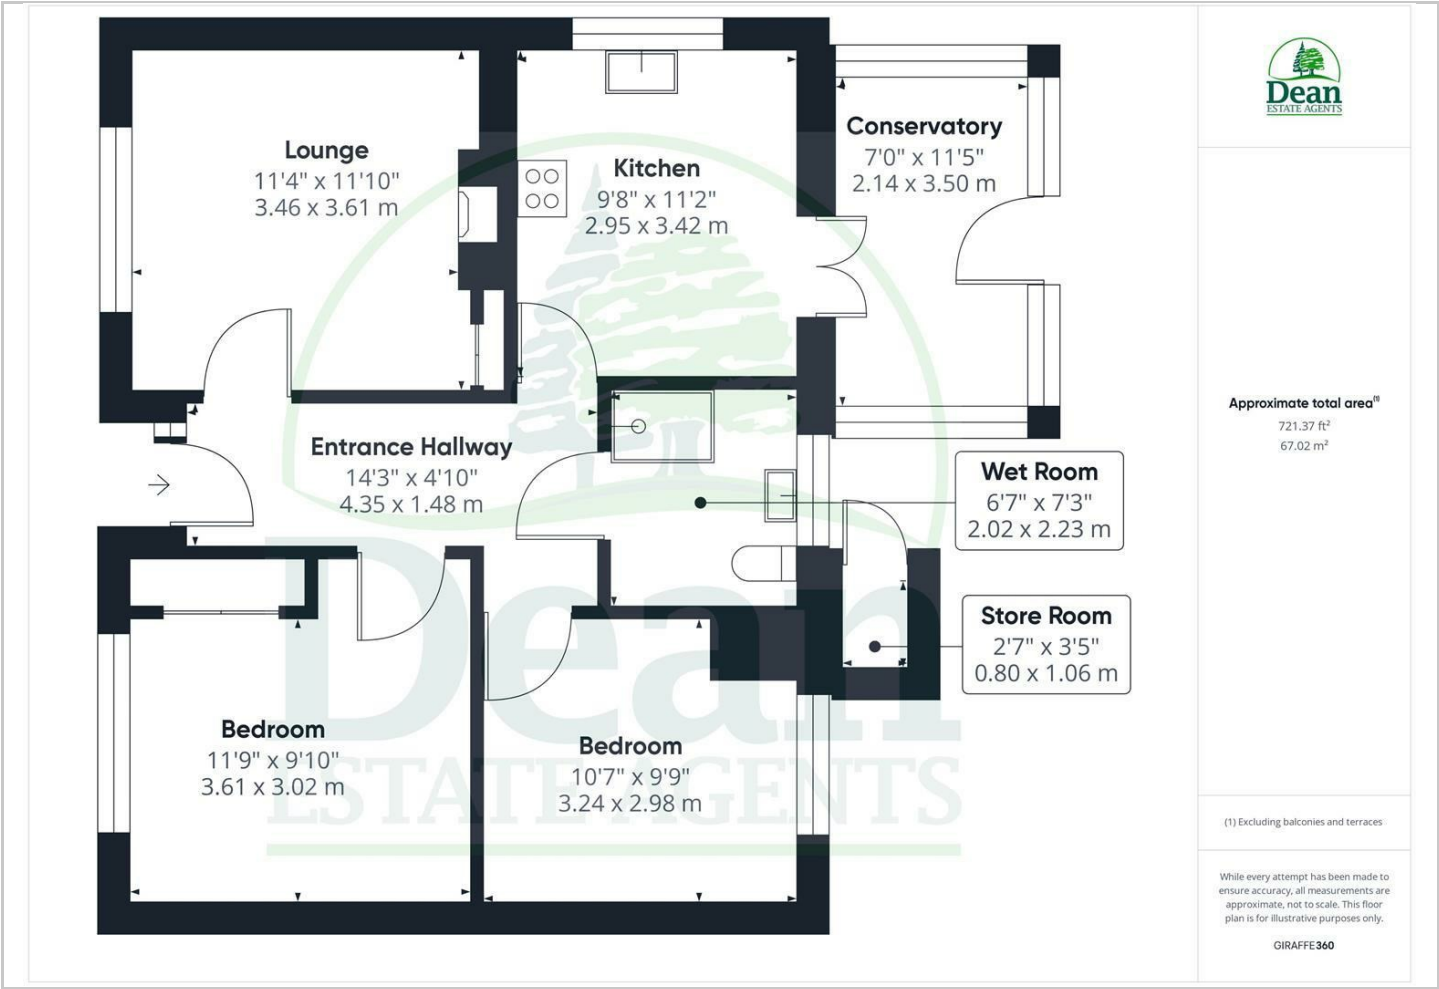 Lounge
11'4" x 11'10"
3.46 x 3.61 m
Kitchen
9'8" x 11'2"
2.95 x 3.42 m
Conservatory
7'0" x 11'5"
2.14 x 3.50 m
Entrance Hallway
14'3" x 4'10"
4.35 x 1.48 m
Wet Room
6'7" x 7'3"
2.02 x 2.23 m
Store Room
2'7" x 3'5"
0.80 x 1.06 m
Bedroom
11'9" x 9'10"
3.61 x 3.02 m
Bedroom
10'7" x 9'9"
3.24 x 2.98 m
Dean
ESTATE AGENTS
Dean
ESTATE AGENTS
Approximate total area(1)
721.37 ft²
67.02 m²
(1) Excluding balconies and terraces
While every attempt has been made to
ensure accuracy, all measurements are
approximate, not to scale. This floor
plan is for illustrative purposes only.
GIRAFFE360